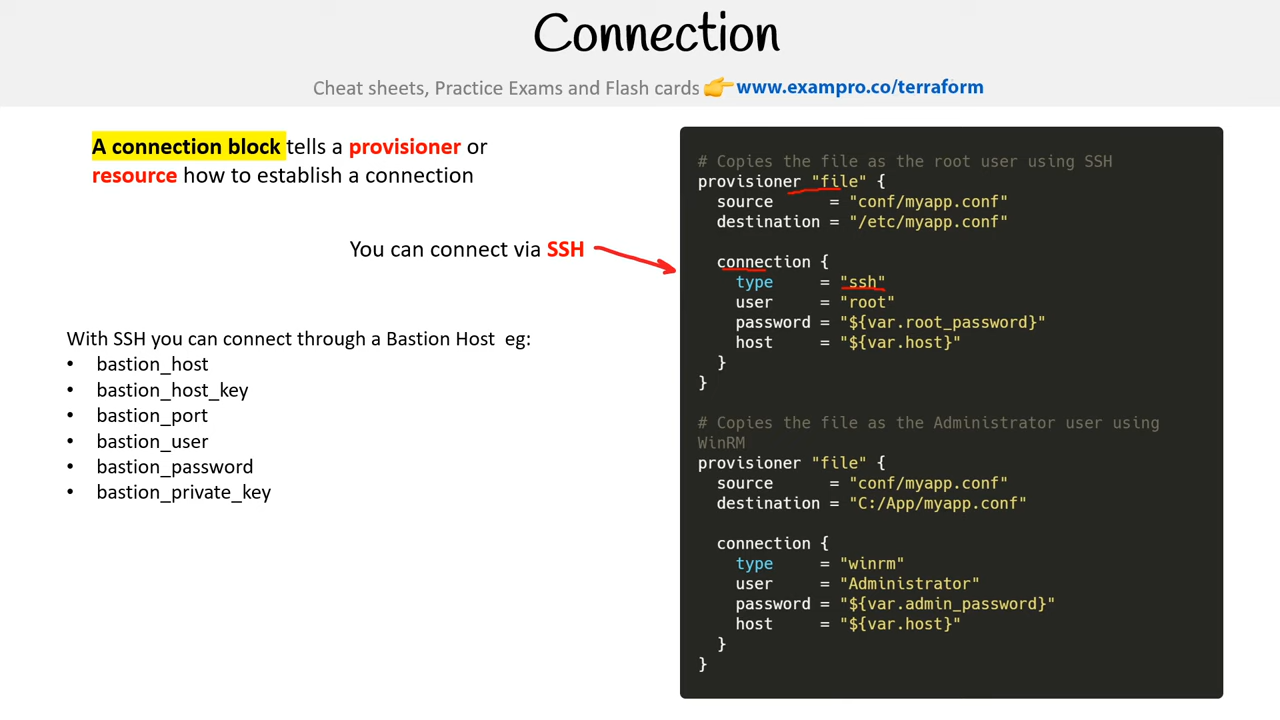 Connection
Cheat sheets, Practice Exams and Flash cards 👉 www.exampro.co/terraform
A connection block tells a provisioner or
resource how to establish a connection
You can connect via SSH
With SSH you can connect through a Bastion Host  eg:
• bastion_host
• bastion_host_key
• bastion_port
• bastion_user
• bastion_password
• bastion_private_key
# Copies the file as the root user using SSH
provisioner "file" {
  source      = "conf/myapp.conf"
  destination = "/etc/myapp.conf"
  connection {
    type     = "ssh"
    user     = "root"
    password = "${var.root_password}"
    host     = "${var.host}"
  }
}
# Copies the file as the Administrator user using
WinRM
provisioner "file" {
  source      = "conf/myapp.conf"
  destination = "C:/App/myapp.conf"
  connection {
    type     = "winrm"
    user     = "Administrator"
    password = "${var.admin_password}"
    host     = "${var.host}"
  }
}